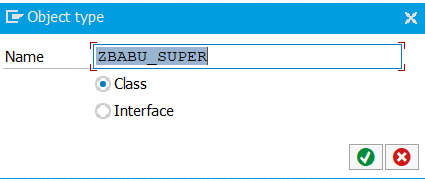 Object type
Name
ZBABU_SUPER
Class
Interface